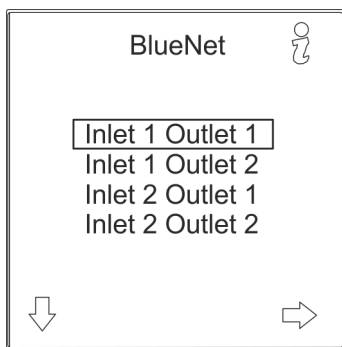 BlueNet
i
Inlet 1 Outlet 1
Inlet 1 Outlet 2
Inlet 2 Outlet 1
Inlet 2 Outlet 2